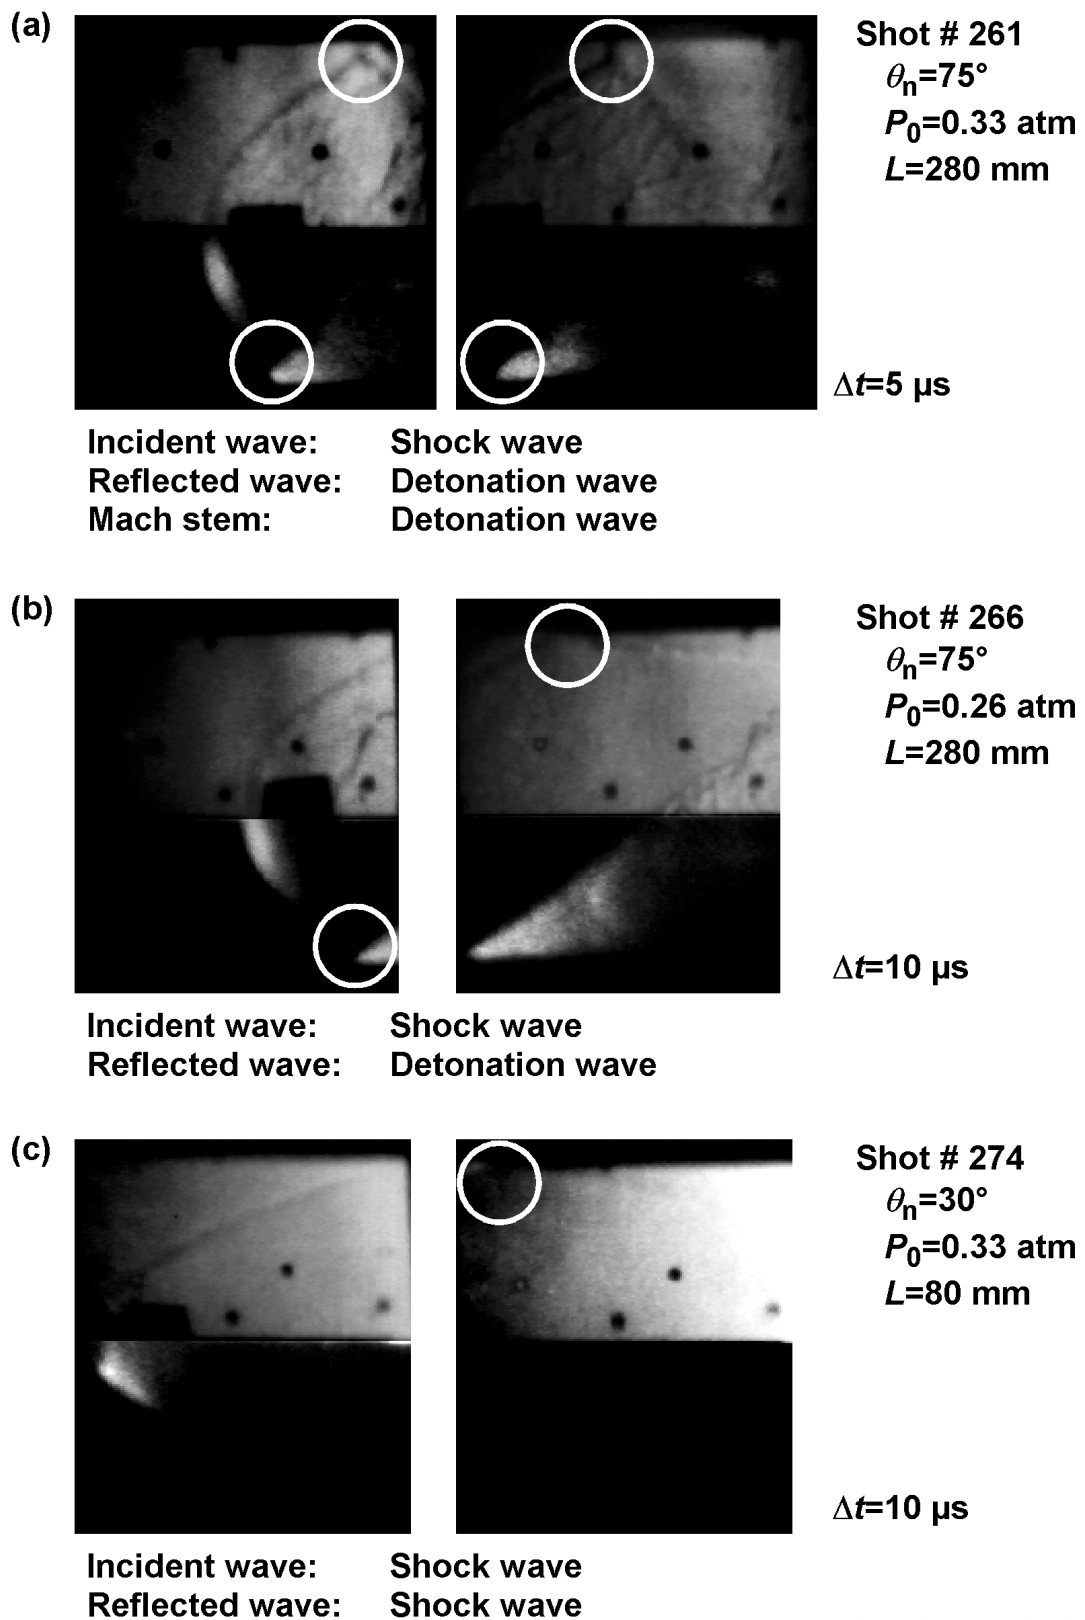 (a)
Shot # 261
θn=75°
P0=0.33 atm
L=280 mm
Δt=5 µs
Incident wave: Shock wave
Reflected wave: Detonation wave
Mach stem: Detonation wave
(b)
Shot # 266
θn=75°
P0=0.26 atm
L=280 mm
Δt=10 µs
Incident wave: Shock wave
Reflected wave: Detonation wave
(c)
Shot # 274
θn=30°
P0=0.33 atm
L=80 mm
Δt=10 µs
Incident wave: Shock wave
Reflected wave: Shock wave